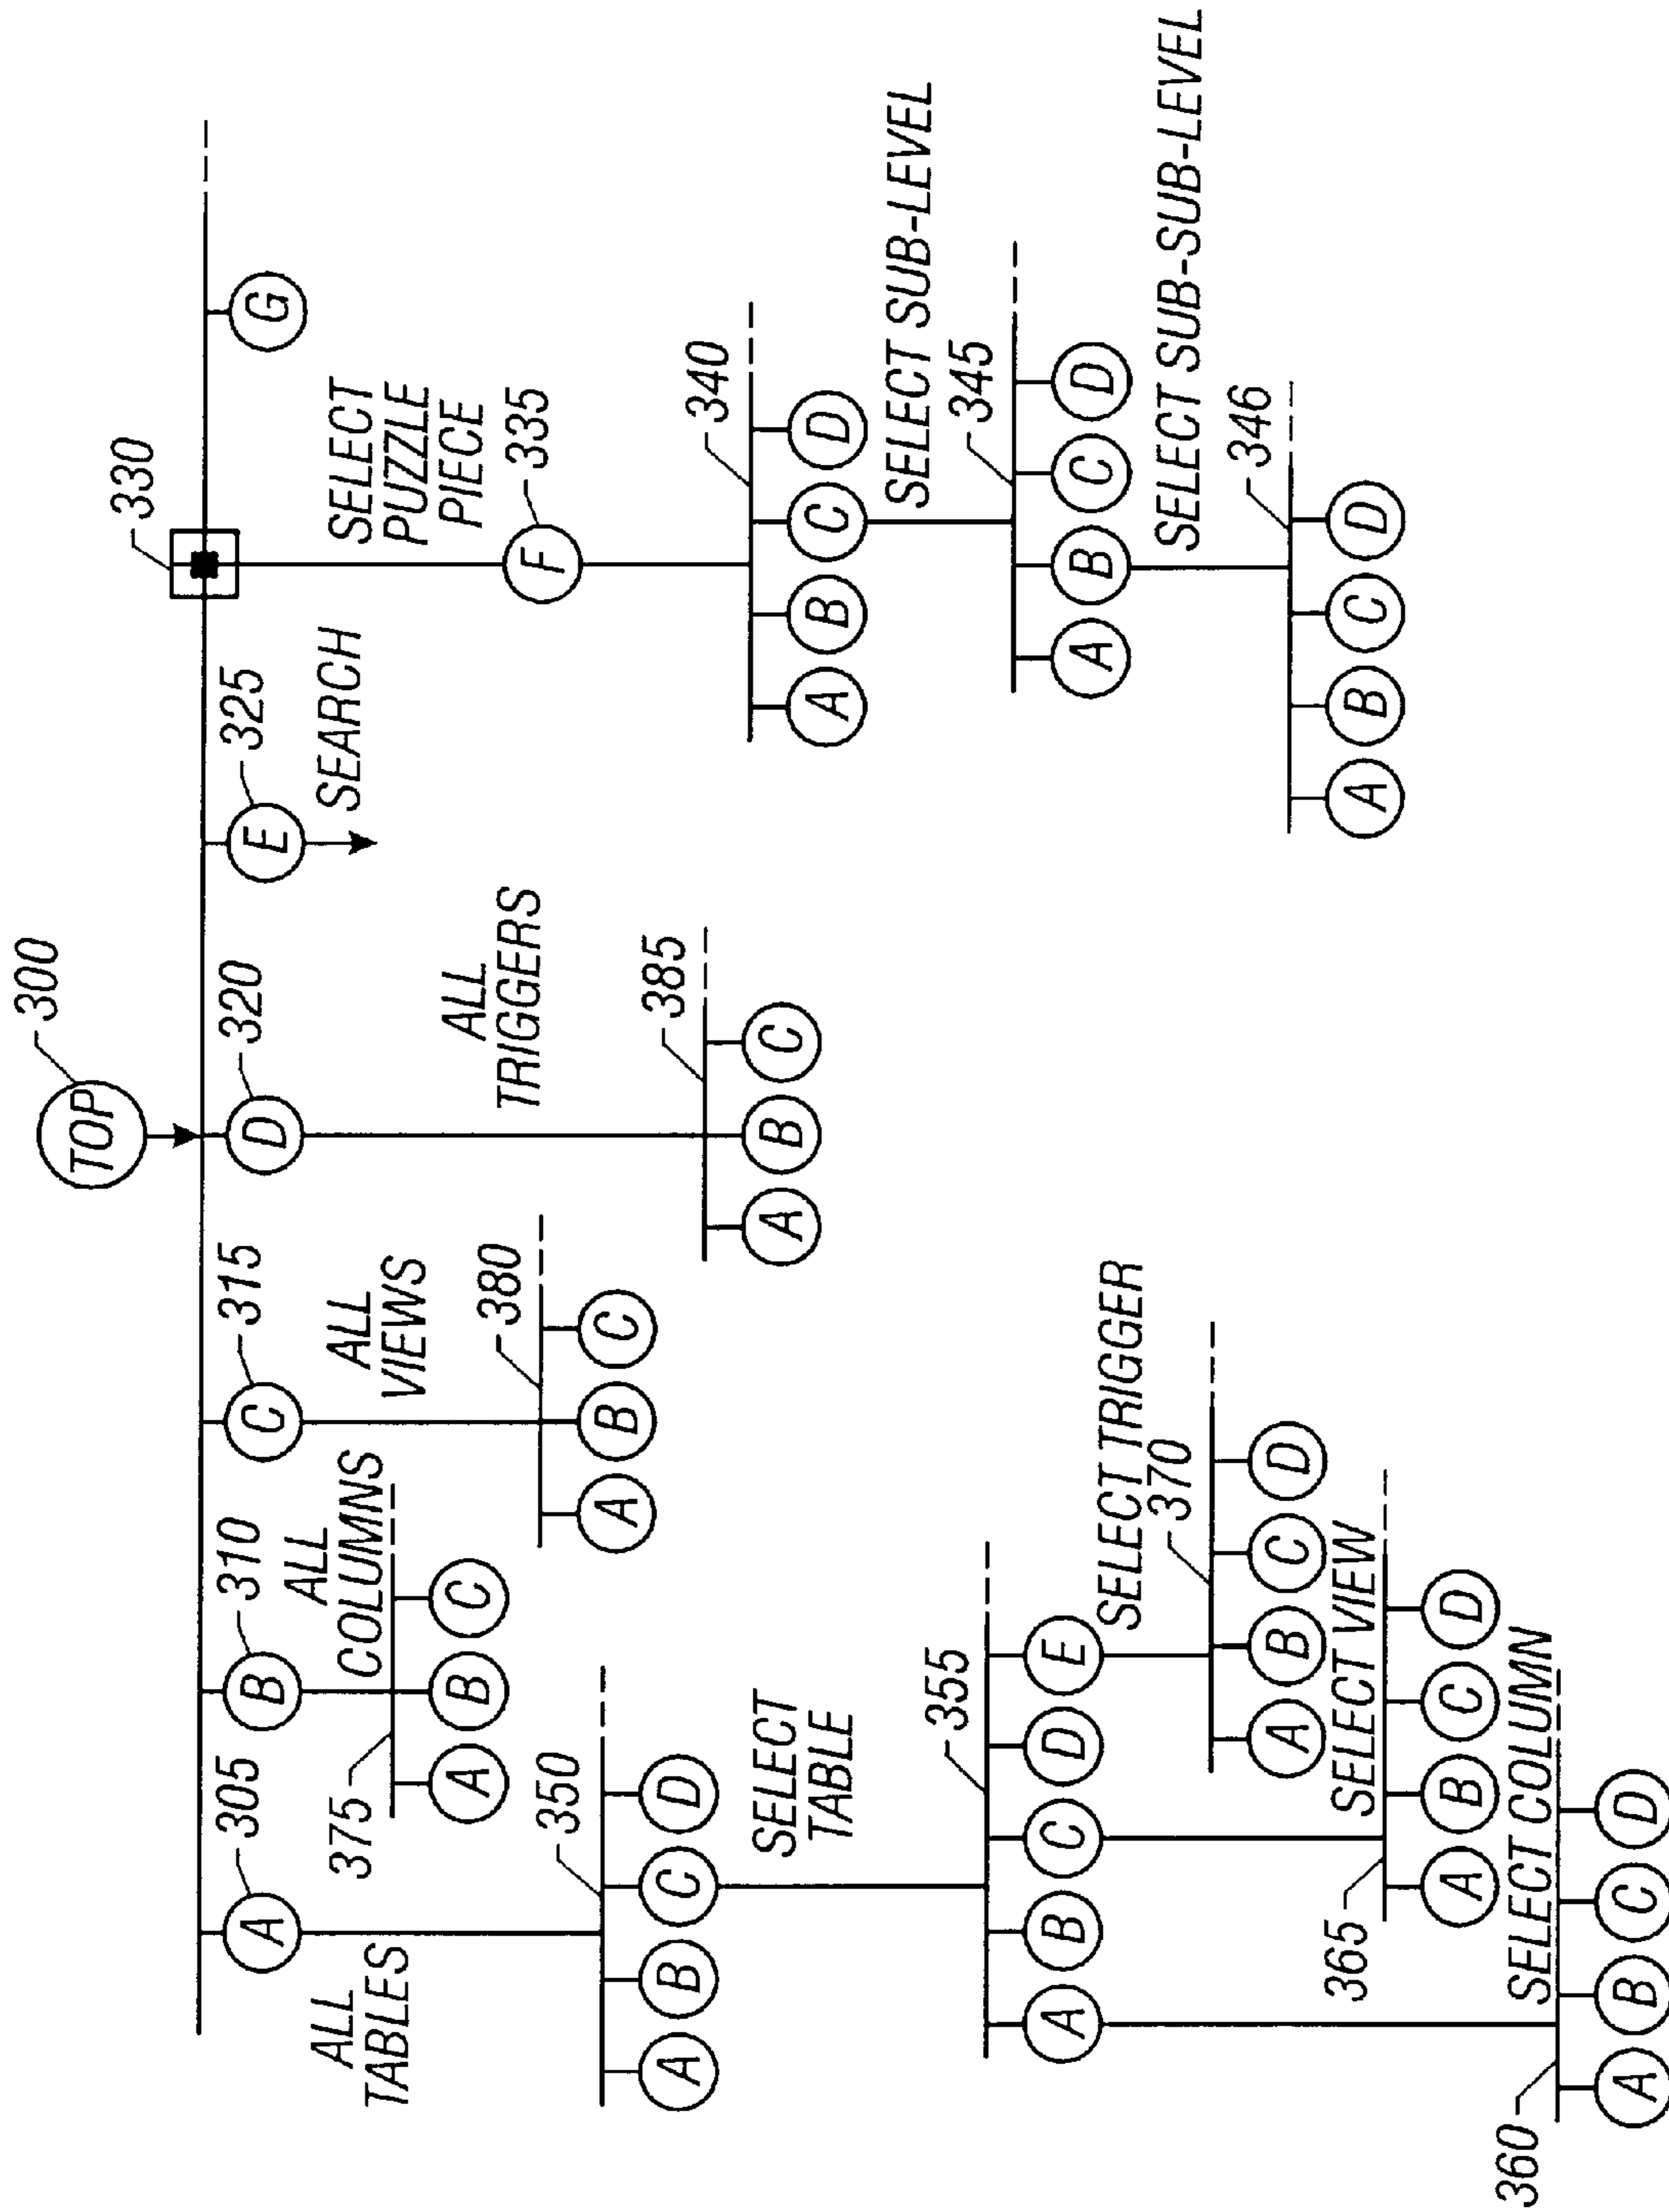 300
TOP
305
A
310
B
315
C
320
D
325
E
330
G
ALL
TABLES
ALL
COLUMNS
ALL
VIEWS
ALL
TRIGGERS
SEARCH
SELECT
PUZZLE
PIECE
F
335
375
A B C
380
A B C
385
A B C
350
A B C D
340
A B C D
SELECT
TABLE
SELECT SUB-LEVEL
355
A B C D E
345
A B C D
SELECT TRIGGER
370
A B C D
SELECT SUB-SUB-LEVEL
346
A B C D
SELECT VIEW
365
A B C D
SELECT COLUMN
360
A B C D